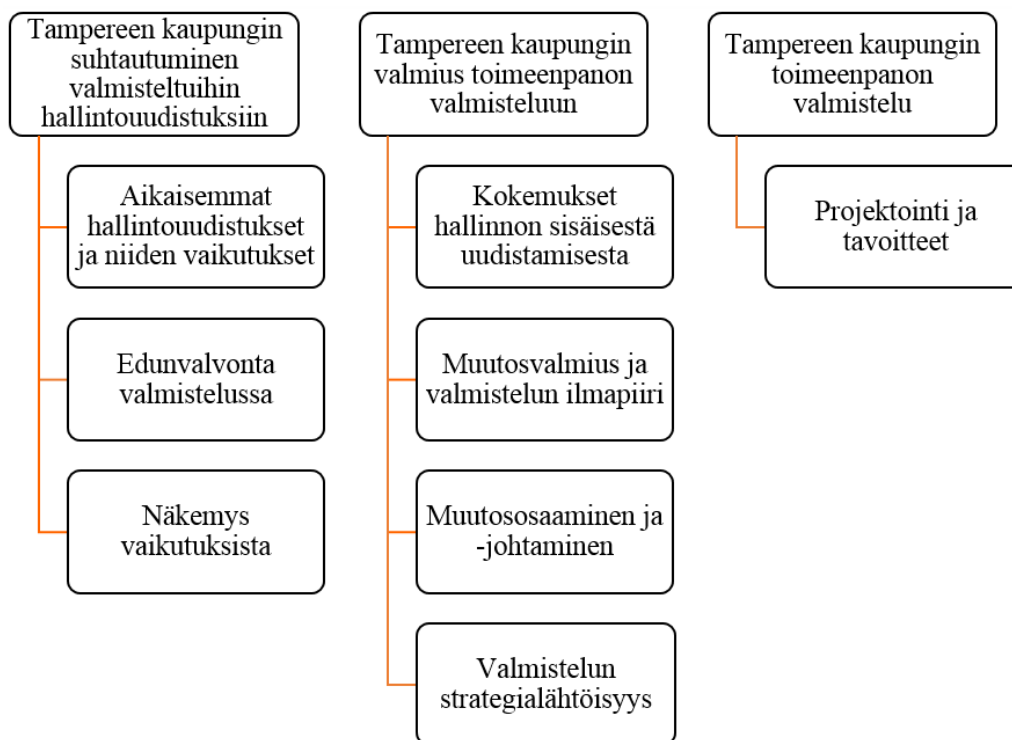 Tampereen kaupungin
suhtautuminen
valmisteltuihin
hallintouudistuksiin
Aikaisemmat
hallintouudistukset
ja niiden vaikutukset
Edunvalvonta
valmistelussa
Näkemys
vaikutuksista
Tampereen kaupungin
valmius toimeenpanon
valmisteluun
Kokemukset
hallinnon sisäisestä
uudistamisesta
Muutosvalmius ja
valmistelun ilmapiiri
Muutososaaminen ja
-johtaminen
Valmistelun
strategialähtöisyys
Tampereen kaupungin
toimeenpanon
valmistelu
Projektointi ja
tavoitteet